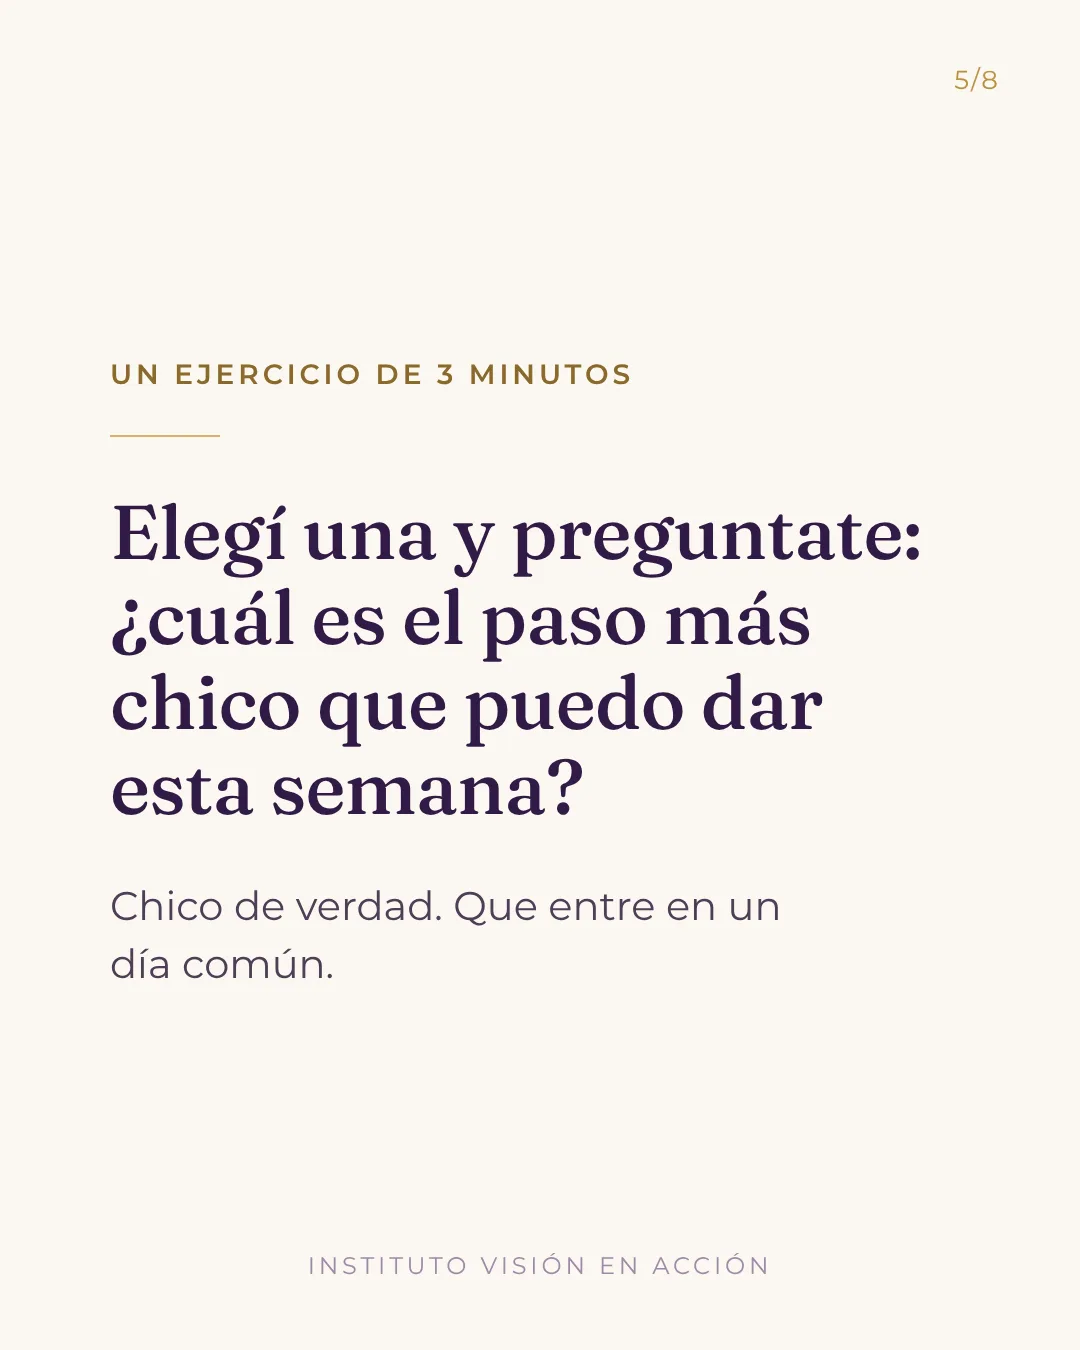 5/8
UN EJERCICIO DE 3 MINUTOS
Elegí una y preguntate:
¿cuál es el paso más
chico que puedo dar
esta semana?
Chico de verdad. Que entre en un
día común.
INSTITUTO VISIÓN EN ACCIÓN